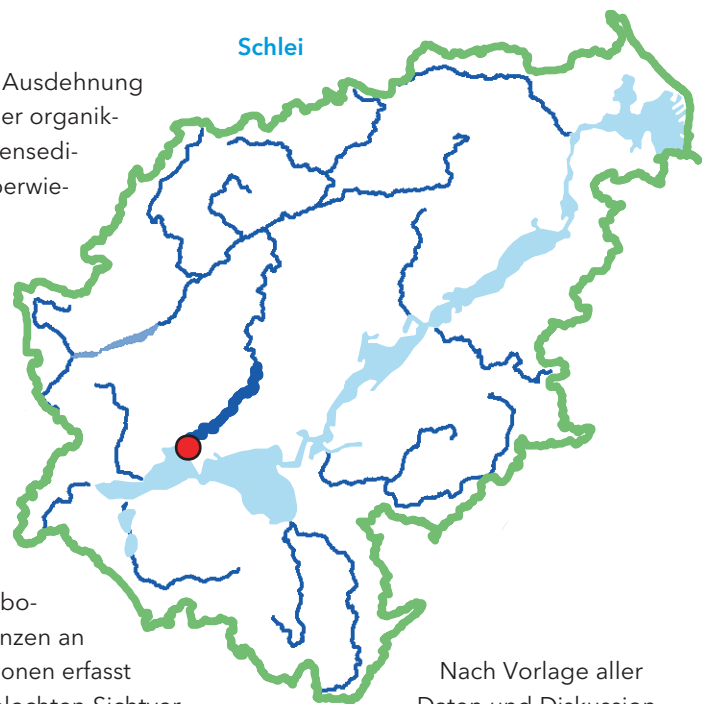 Schlei
Ausdehnung
er organik-
ensedi-
erwie-
bo-
nzen an
onen erfasst
Nach Vorlage aller